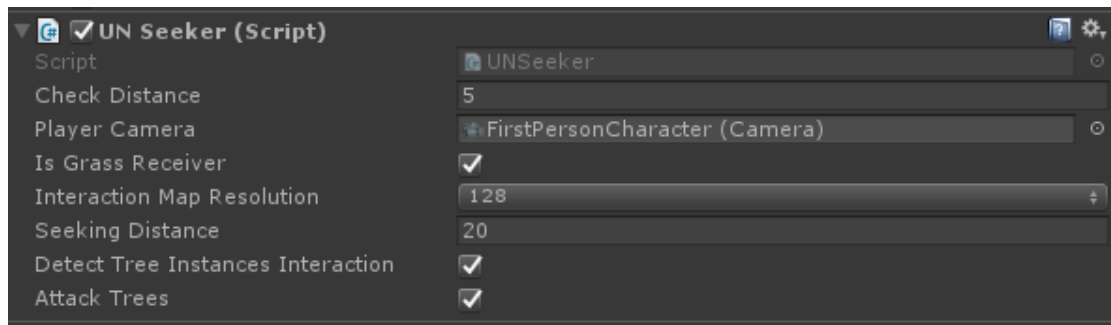 UN Seeker (Script)
Script UNSeeker
Check Distance 5
Player Camera FirstPersonCharacter (Camera)
Is Grass Receiver
Interaction Map Resolution 128
Seeking Distance 20
Detect Tree Instances Interaction
Attack Trees